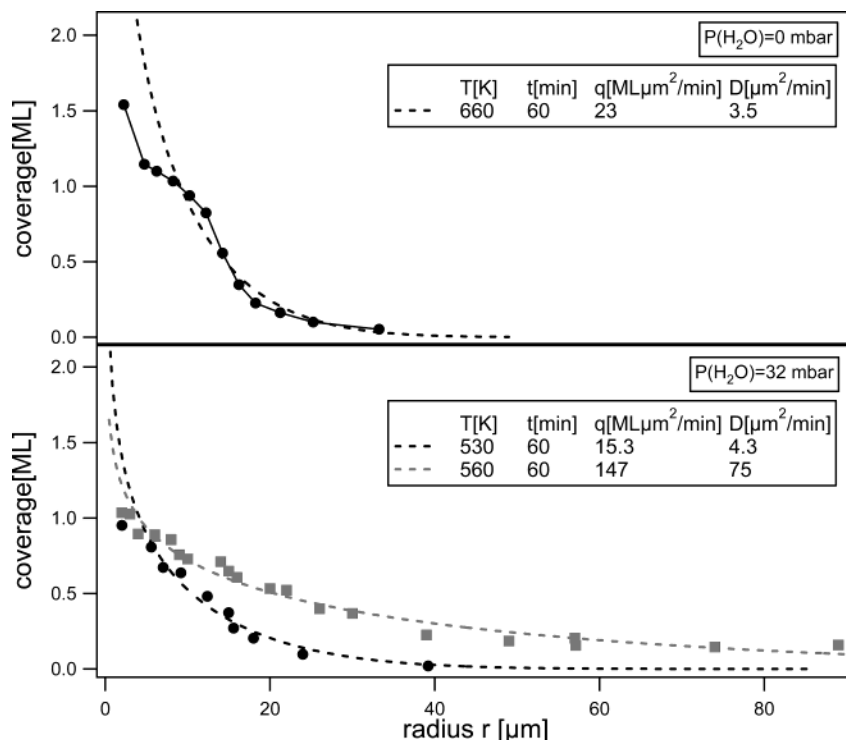 P(H₂O)=0 mbar
T[K] t[min] q[MLµm²/min] D[µm²/min]
660 60 23 3.5
2.0
1.5
1.0
0.5
0.0
coverage[ML]
P(H₂O)=32 mbar
T[K] t[min] q[MLµm²/min] D[µm²/min]
530 60 15.3 4.3
560 60 147 75
2.0
1.5
1.0
0.5
0.0
coverage[ML]
0 20 40 60 80
radius r [µm]